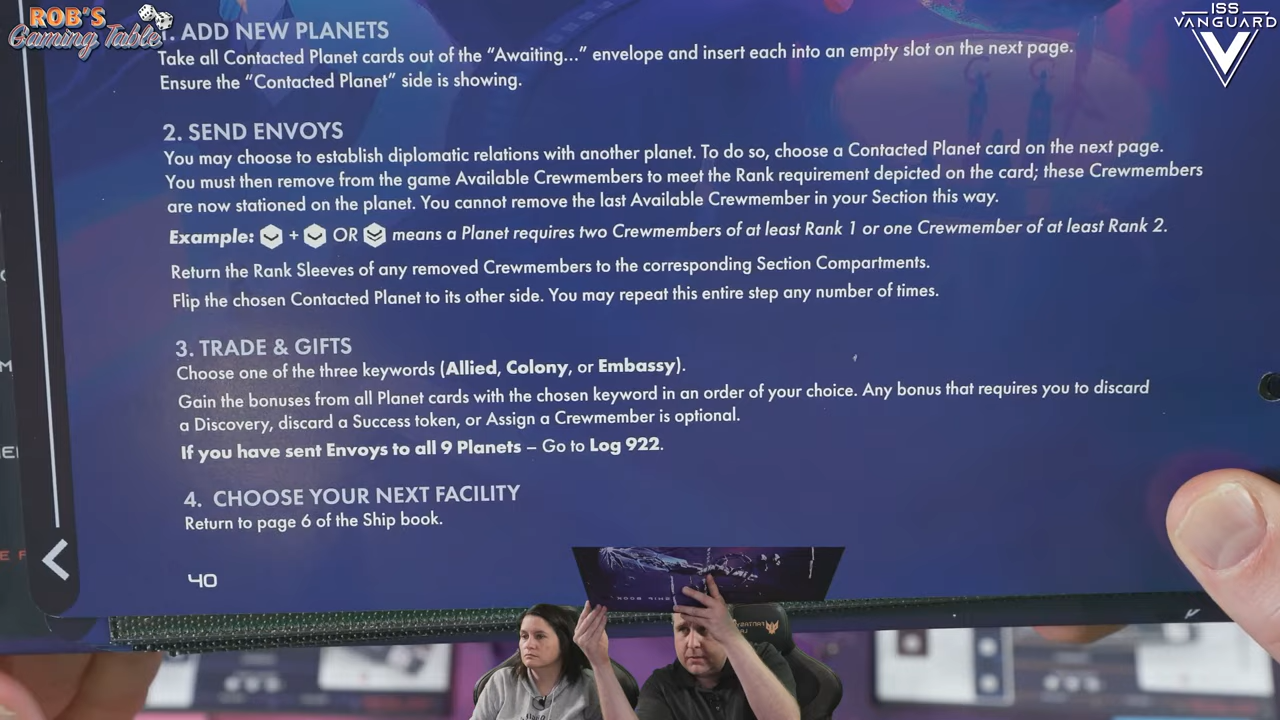 ROB'S
Gaming Table
ISS
VANGUARD
1. ADD NEW PLANETS
Take all Contacted Planet cards out of the “Awaiting...” envelope and insert each into an empty slot on the next page.
Ensure the “Contacted Planet” side is showing.
2. SEND ENVOYS
You may choose to establish diplomatic relations with another planet. To do so, choose a Contacted Planet card on the next page.
You must then remove from the game Available Crewmembers to meet the Rank requirement depicted on the card; these Crewmembers
are now stationed on the planet. You cannot remove the last Available Crewmember in your Section this way.
Example: + OR means a Planet requires two Crewmembers of at least Rank 1 or one Crewmember of at least Rank 2.
Return the Rank Sleeves of any removed Crewmembers to the corresponding Section Compartments.
Flip the chosen Contacted Planet to its other side. You may repeat this entire step any number of times.
3. TRADE & GIFTS
Choose one of the three keywords (Allied, Colony, or Embassy).
Gain the bonuses from all Planet cards with the chosen keyword in an order of your choice. Any bonus that requires you to discard
a Discovery, discard a Success token, or Assign a Crewmember is optional.
If you have sent Envoys to all 9 Planets – Go to Log 922.
4. CHOOSE YOUR NEXT FACILITY
Return to page 6 of the Ship book.
40
SHIP BOOK